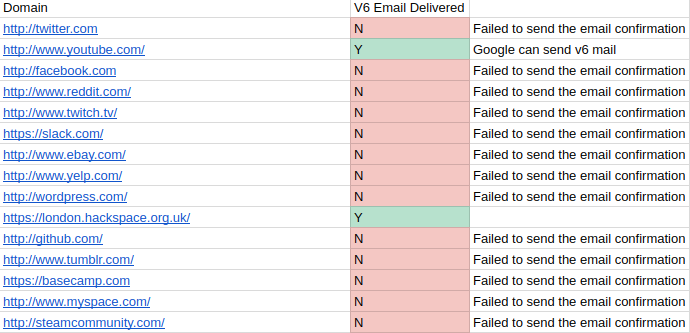 Domain V6 Email Delivered
http://twitter.com N Failed to send the email confirmation
http://www.youtube.com/ Y Google can send v6 mail
http://facebook.com N Failed to send the email confirmation
http://www.reddit.com/ N Failed to send the email confirmation
http://www.twitch.tv/ N Failed to send the email confirmation
https://slack.com/ N Failed to send the email confirmation
http://www.ebay.com/ N Failed to send the email confirmation
http://www.yelp.com/ N Failed to send the email confirmation
http://wordpress.com/ N Failed to send the email confirmation
https://london.hackspace.org.uk/ Y
http://github.com/ N Failed to send the email confirmation
http://www.tumblr.com/ N Failed to send the email confirmation
https://basecamp.com N Failed to send the email confirmation
http://www.myspace.com/ N Failed to send the email confirmation
http://steamcommunity.com/ N Failed to send the email confirmation